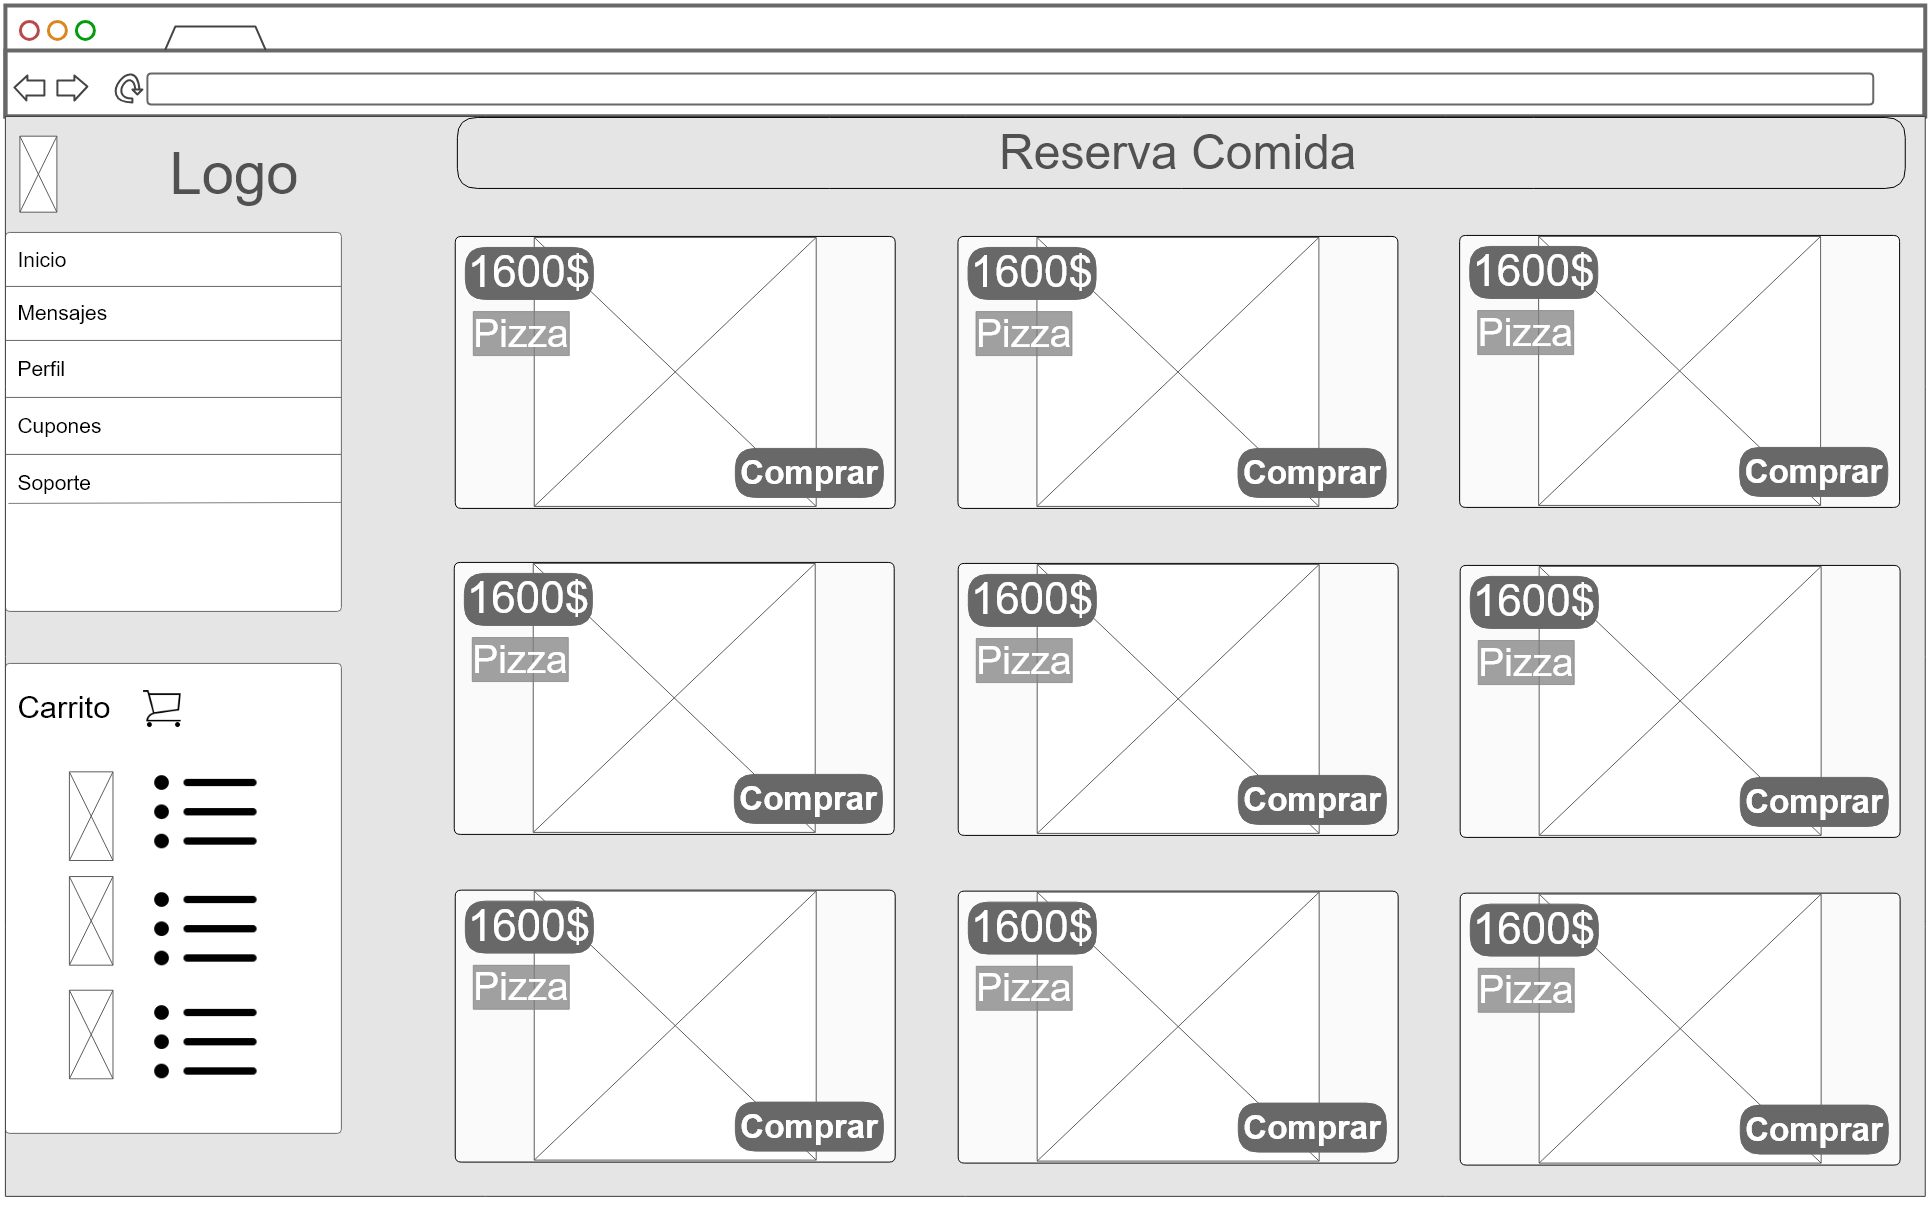 Logo
Reserva Comida
Inicio
Mensajes
Perfil
Cupones
Soporte
Carrito
1600$
Pizza
Comprar
1600$
Pizza
Comprar
1600$
Pizza
Comprar
1600$
Pizza
Comprar
1600$
Pizza
Comprar
1600$
Pizza
Comprar
1600$
Pizza
Comprar
1600$
Pizza
Comprar
1600$
Pizza
Comprar